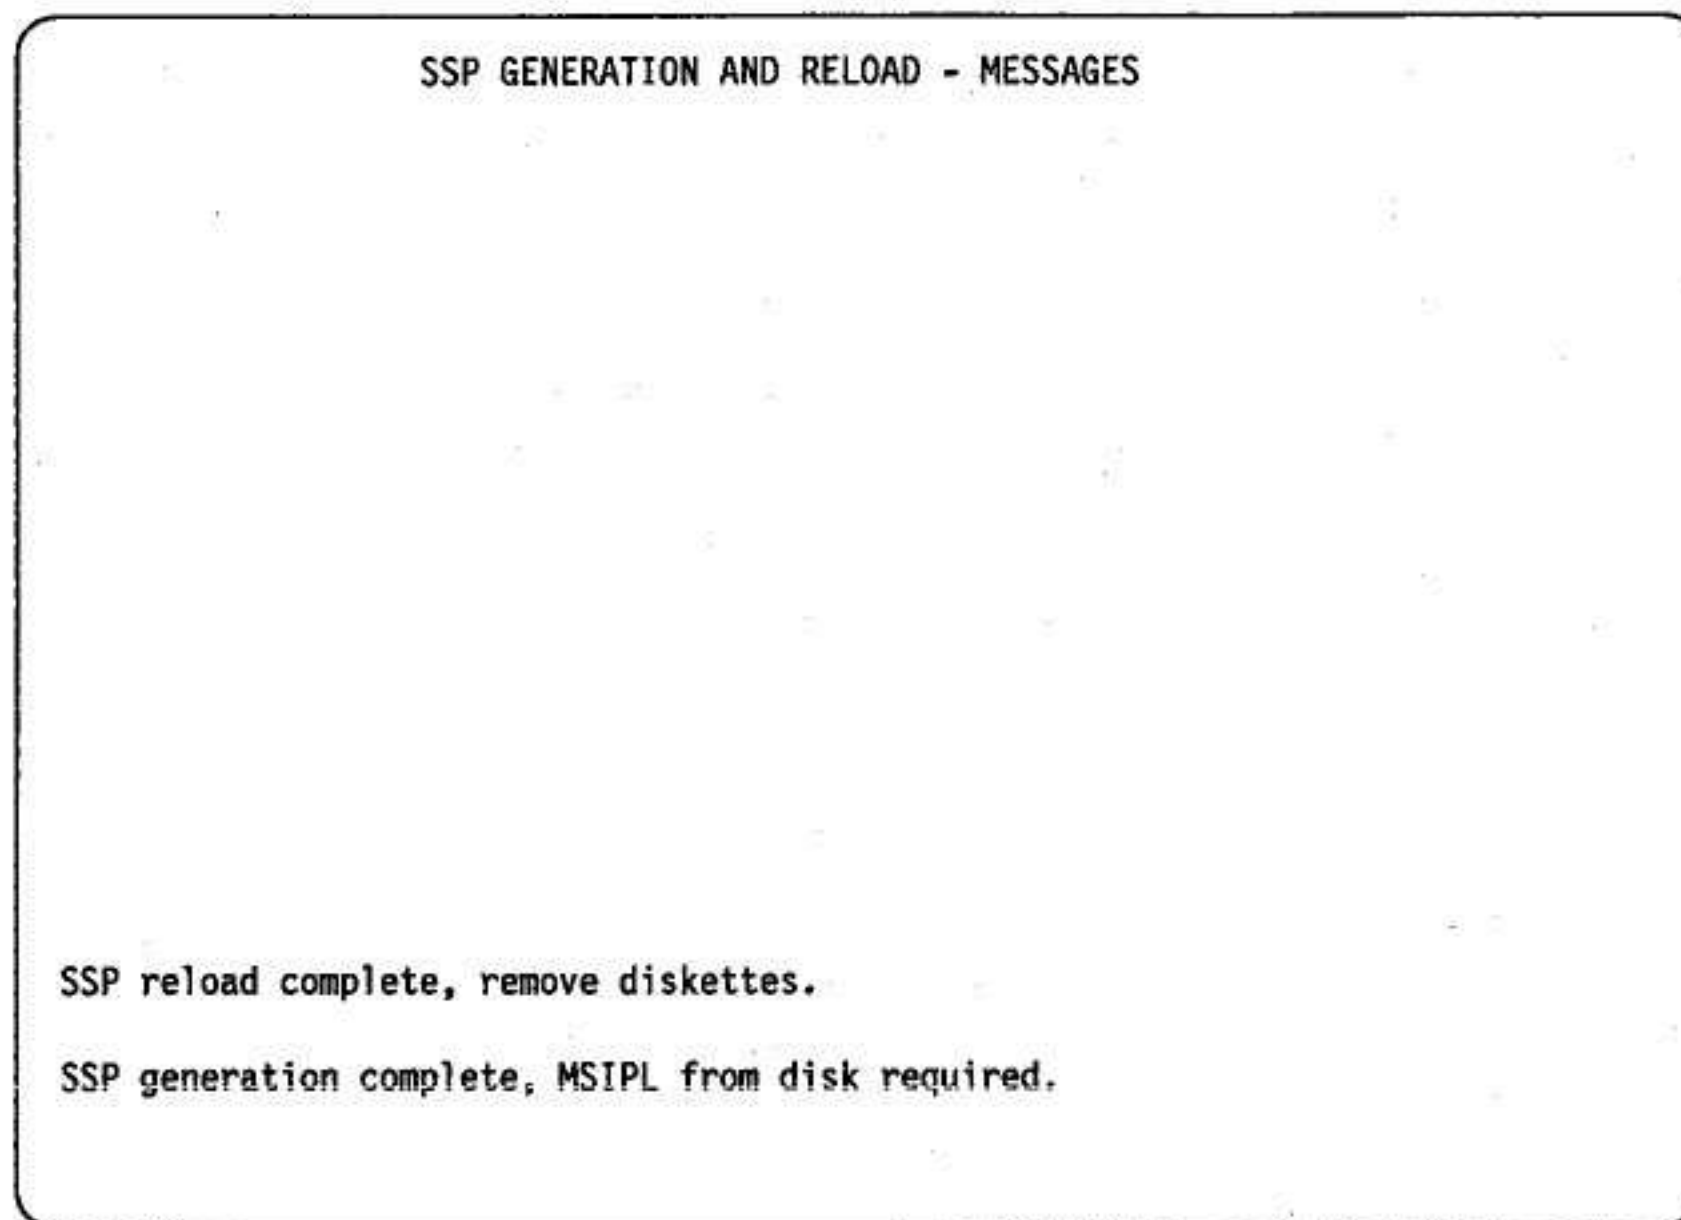 SSP GENERATION AND RELOAD - MESSAGES
SSP reload complete, remove diskettes.
SSP generation complete, MSIPL from disk required.